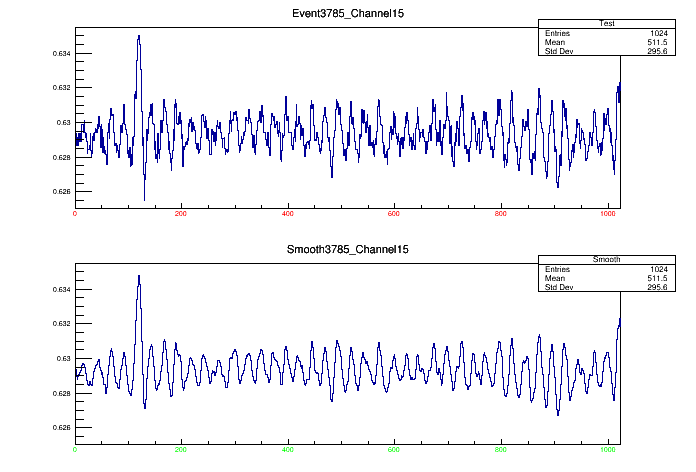 Event3785_Channel15
Test
Entries 1024
Mean 511.5
Std Dev 295.6
0.634
0.632
0.63
0.628
0.626
0 200 400 600 800 1000
Smooth3785_Channel15
Smooth
Entries 1024
Mean 511.5
Std Dev 295.6
0.634
0.632
0.63
0.628
0.626
0 200 400 600 800 1000